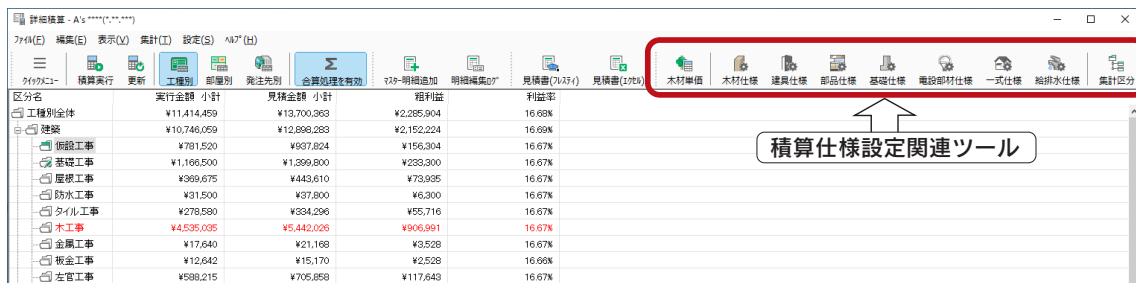 詳細積算 - A's ****(*.**.***)
ファイル(F) 編集(E) 表示(V) 集計(T) 設定(S) ヘルプ(H)
クイックメニュー 積算実行 更新 工種別 部屋別 発注先別 合算処理を有効 マスタｰ明細追加 明細編集ログ 見積書(フレスティ) 見積書(エクセル) 木材単価 木材仕様 建具仕様 部品仕様 基礎仕様 電設部材仕様 一式仕様 給排水仕様 集計区分
区分名 実行金額 小計 見積金額 小計 粗利益 利益率
工種別全体 ¥11,414,459 ¥13,700,363 ¥2,285,904 16.68%
建築 ¥10,746,059 ¥12,898,283 ¥2,152,224 16.69%
仮設工事 ¥781,520 ¥937,824 ¥156,304 16.67%
基礎工事 ¥1,166,500 ¥1,399,800 ¥233,300 16.67%
屋根工事 ¥369,675 ¥443,610 ¥73,935 16.67%
防水工事 ¥31,500 ¥37,800 ¥6,300 16.67%
タイル工事 ¥278,580 ¥334,296 ¥55,716 16.67%
木工事 ¥4,535,035 ¥5,442,026 ¥906,991 16.67%
金属工事 ¥17,640 ¥21,168 ¥3,528 16.67%
板金工事 ¥12,642 ¥15,170 ¥2,528 16.66%
左官工事 ¥588,215 ¥705,858 ¥117,643 16.67%
積算仕様設定関連ツール